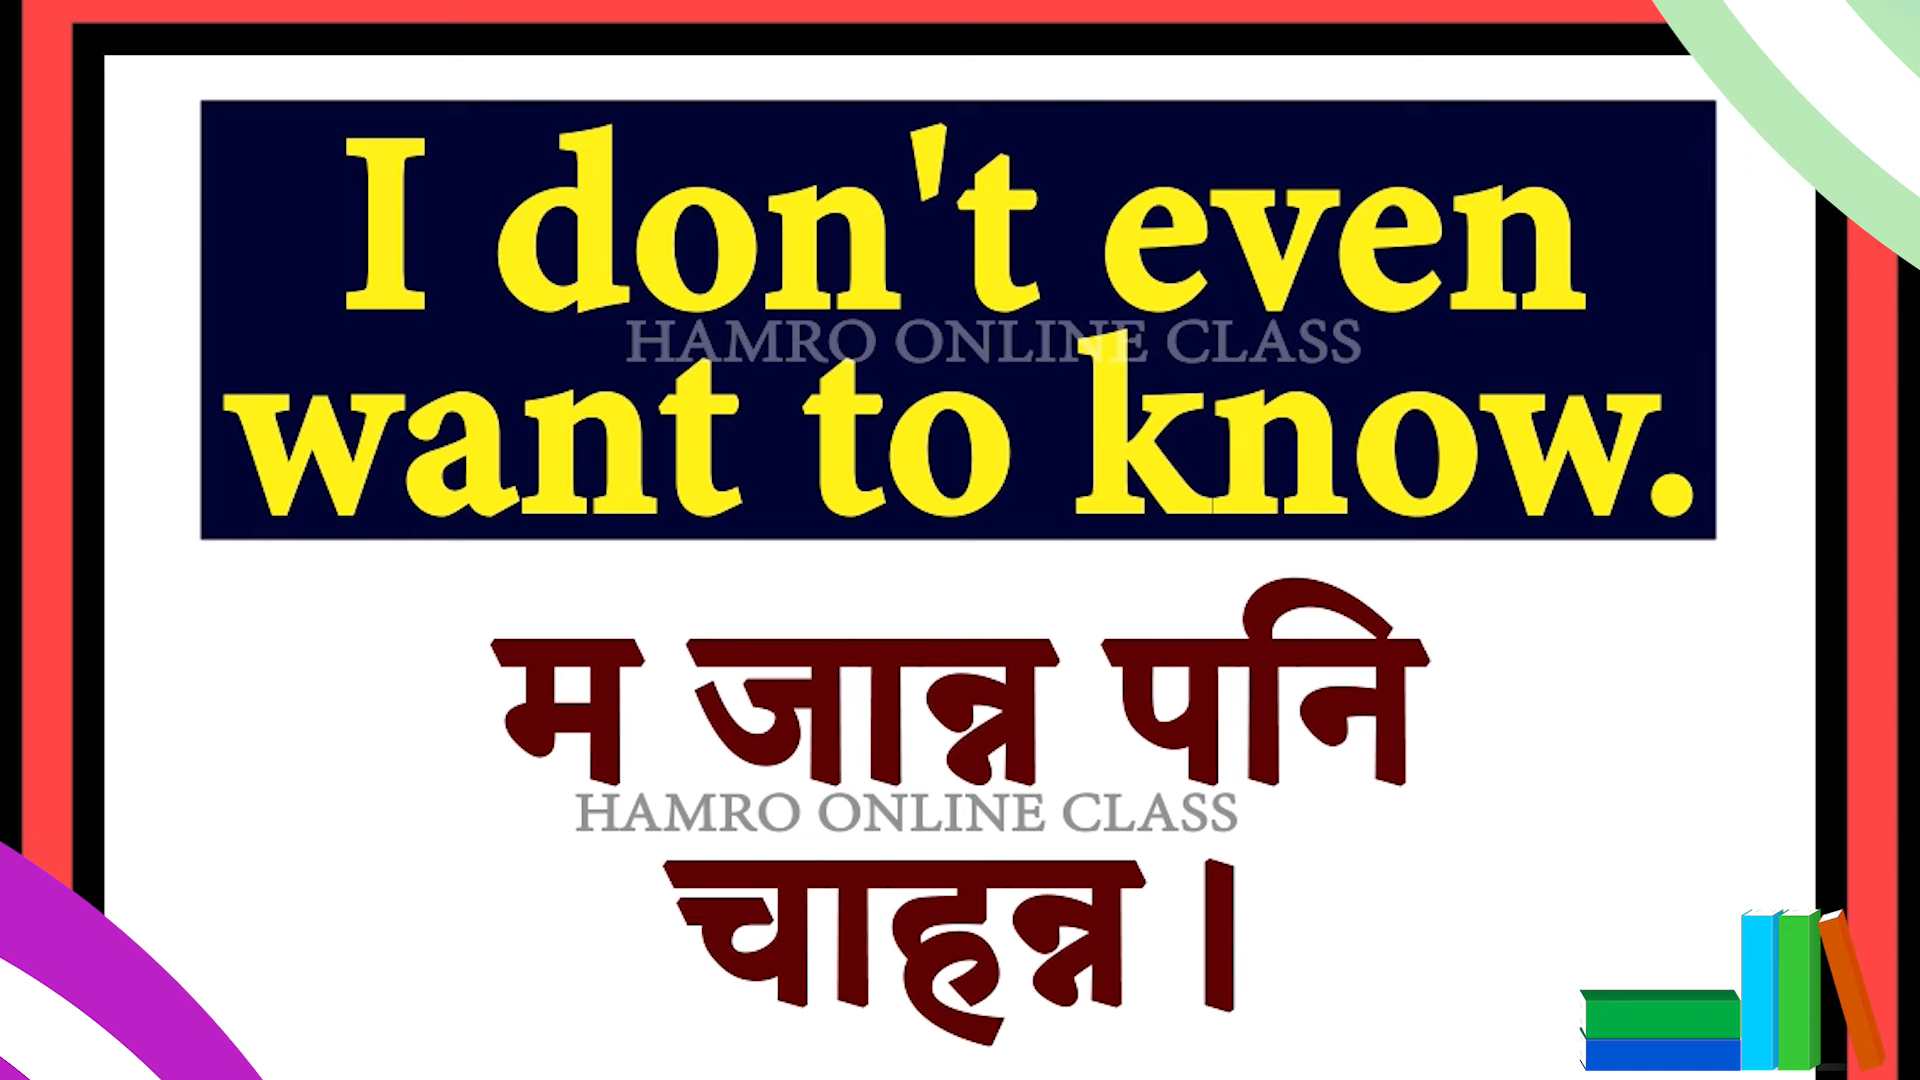 I don't even
HAMRO ONLINE CLASS
want to know.
म जान्न पनि
HAMRO ONLINE CLASS
चाहन्न ।